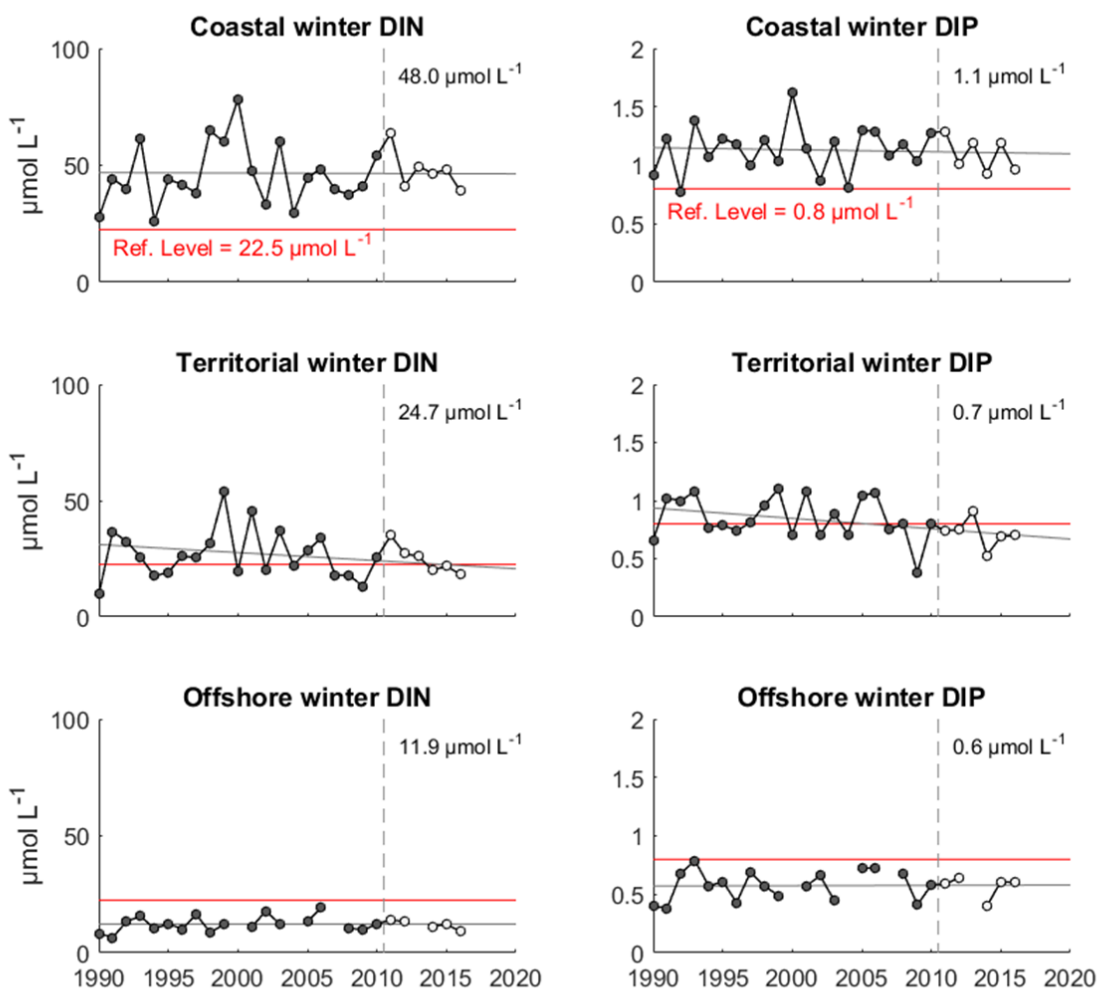 Coastal winter DIN
100
50
0
µmol L⁻¹
48.0 µmol L⁻¹
Ref. Level = 22.5 µmol L⁻¹
Coastal winter DIP
2
1.5
1
0.5
0
1.1 µmol L⁻¹
Ref. Level = 0.8 µmol L⁻¹
Territorial winter DIN
100
50
0
µmol L⁻¹
24.7 µmol L⁻¹
Territorial winter DIP
2
1.5
1
0.5
0
0.7 µmol L⁻¹
Offshore winter DIN
100
50
0
µmol L⁻¹
11.9 µmol L⁻¹
1990 1995 2000 2005 2010 2015 2020
Offshore winter DIP
2
1.5
1
0.5
0
0.6 µmol L⁻¹
1990 1995 2000 2005 2010 2015 2020